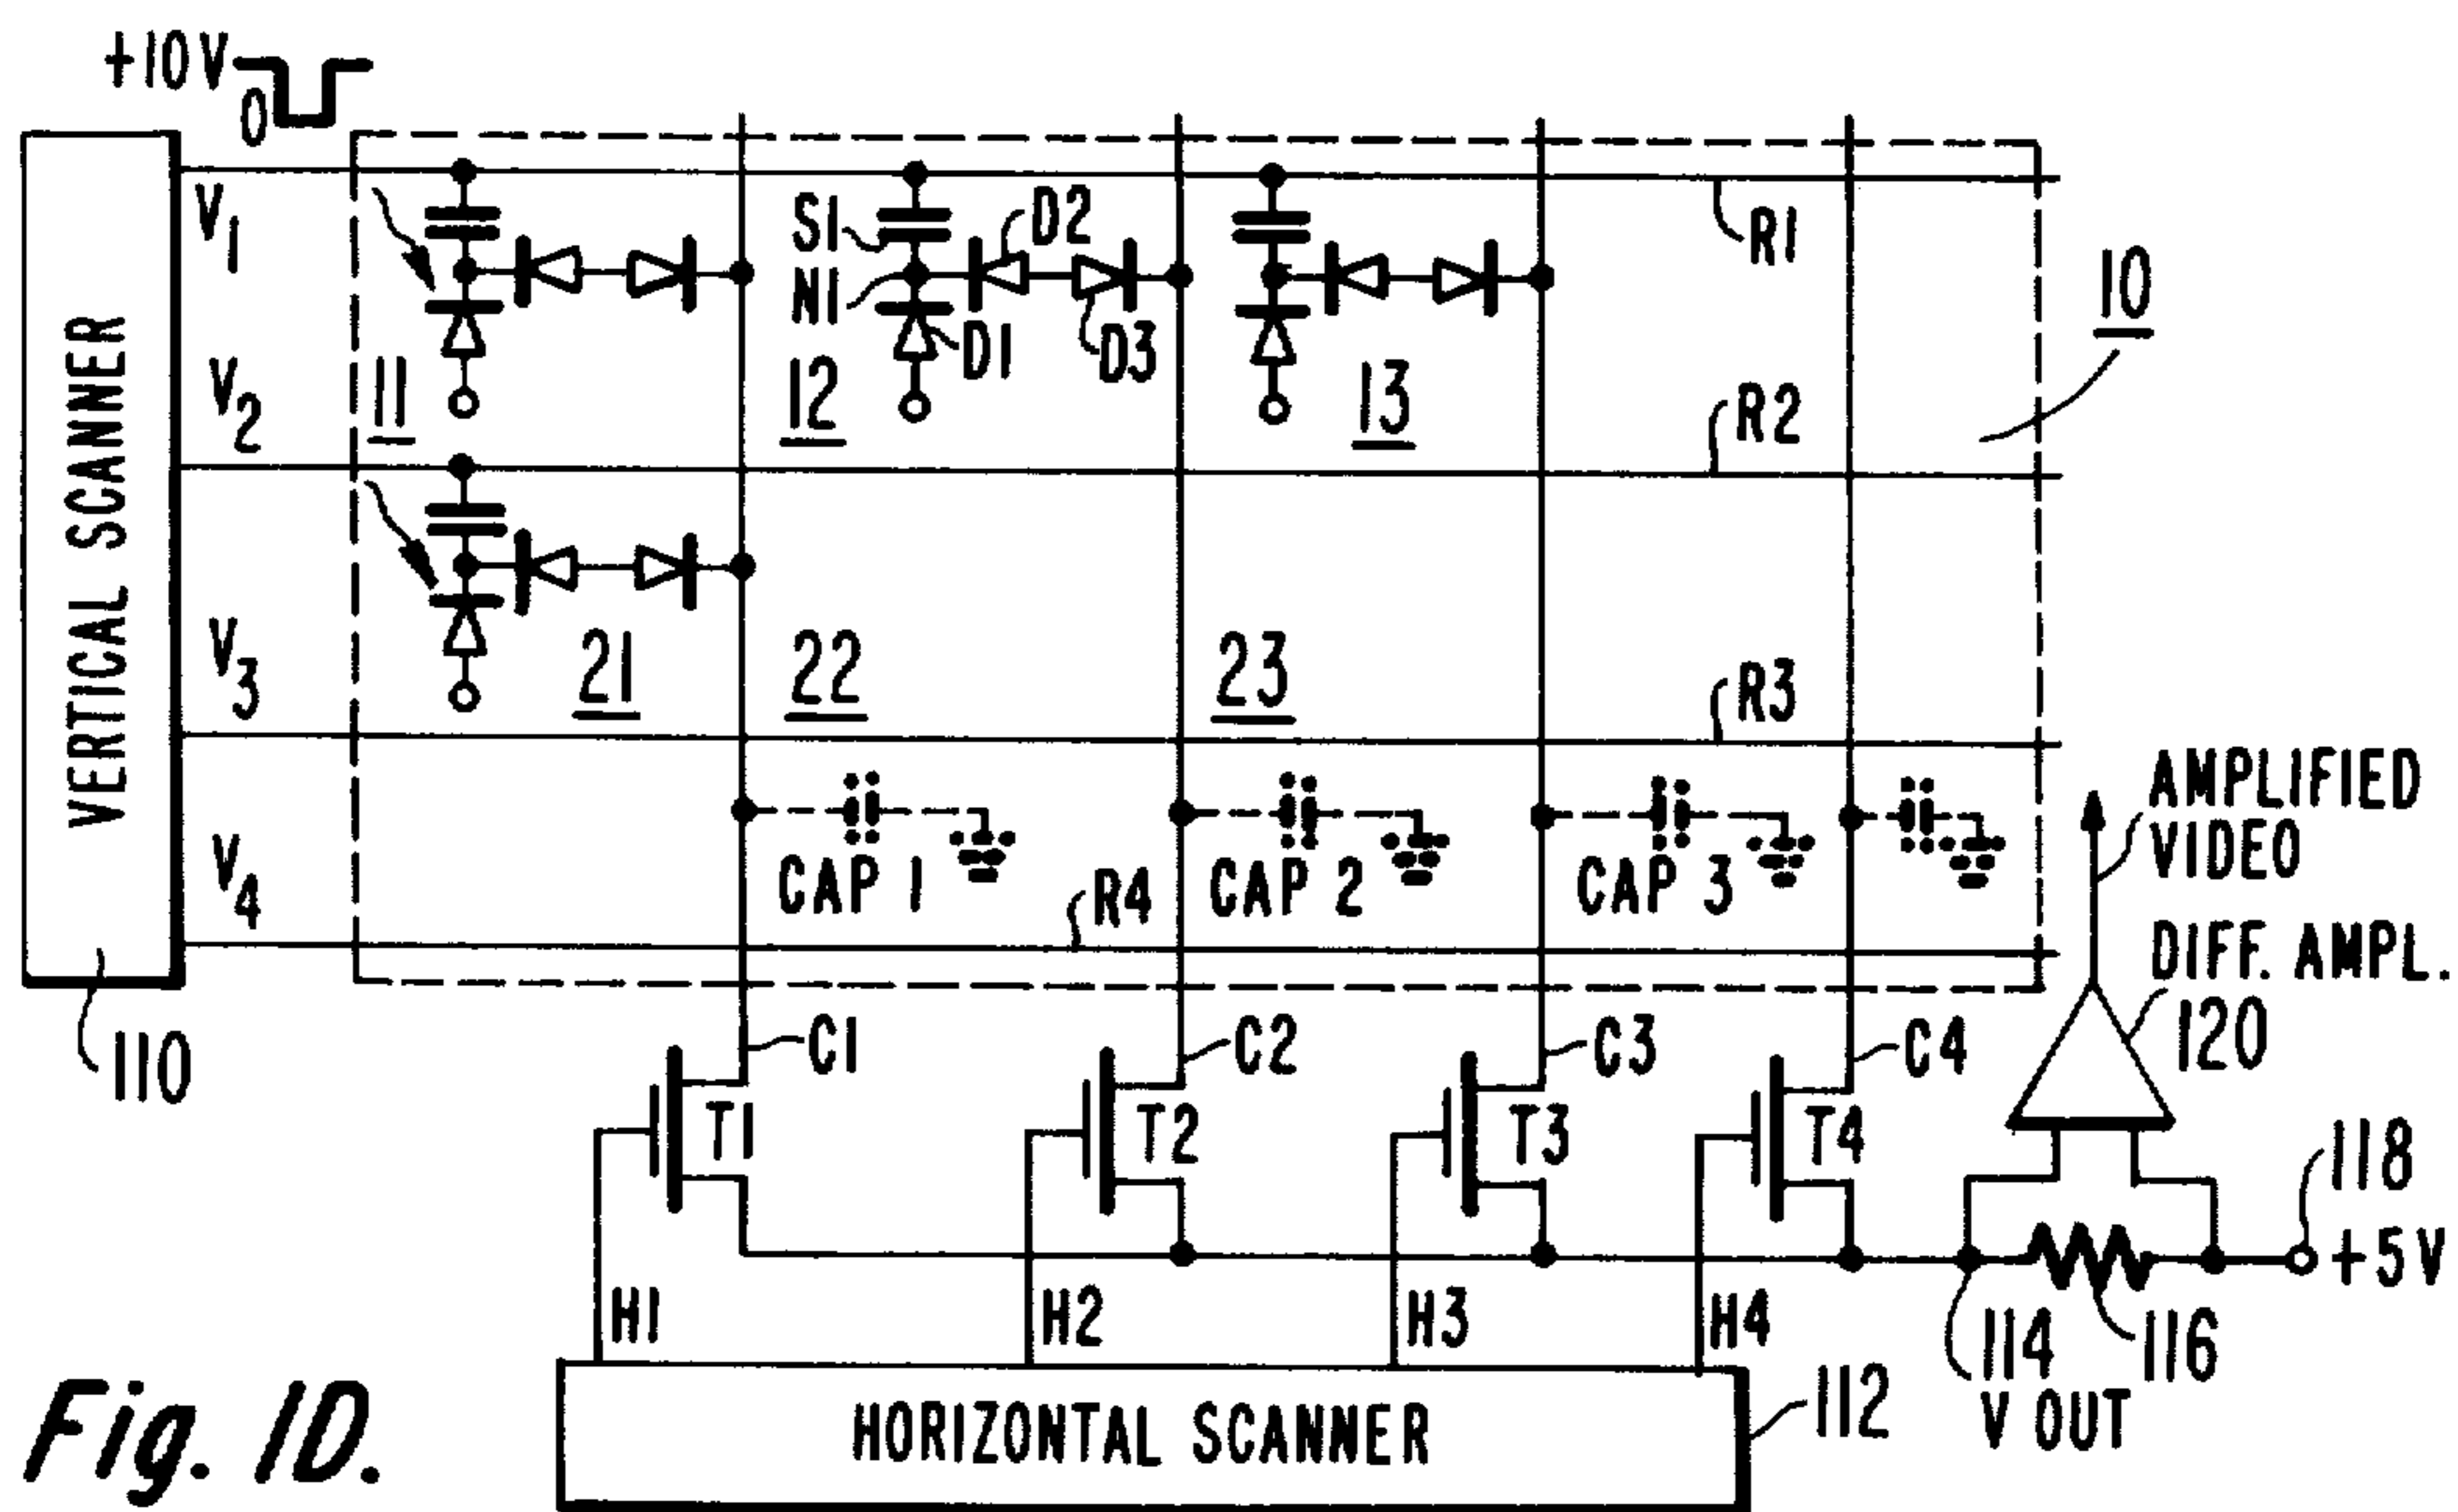 +10V
0
VERTICAL SCANNER
V1
S1
D2
R1
N1
10
D1
D3
V2
11
12
13
R2
V3
21
22
23
R3
AMPLIFIED
VIDEO
V4
CAP 1
R4
CAP 2
CAP 3
DIFF. AMPL.
110
C1
C2
C3
C4
120
T1
T2
T3
T4
118
+5V
H1
H2
H3
H4
114
116
V OUT
HORIZONTAL SCANNER
112
Fig. 1D.